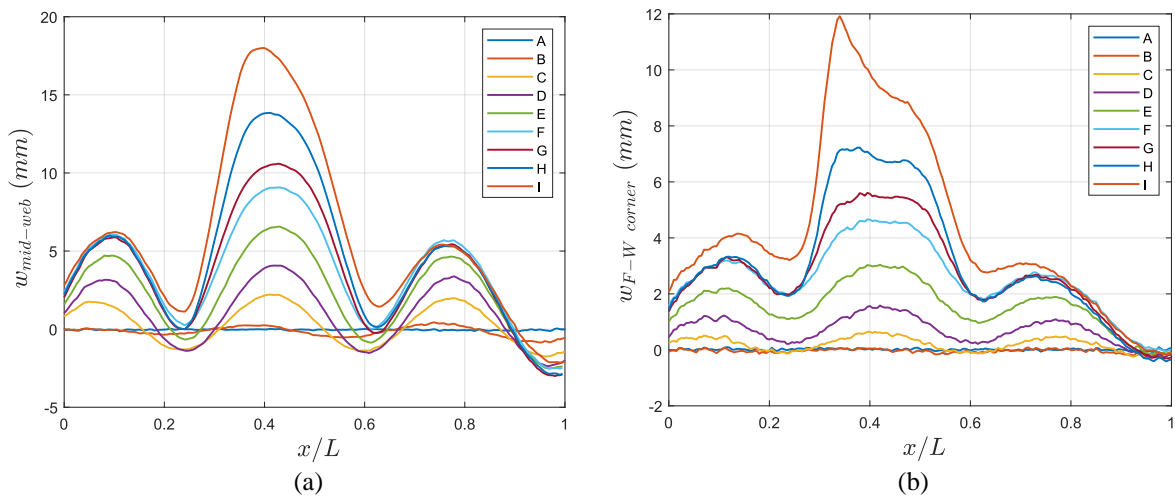 20
15
10
5
0
-5
w_{mid-web} (mm)
0 0.2 0.4 0.6 0.8 1
x/L
A
B
C
D
E
F
G
H
I
(a)
12
10
8
6
4
2
0
-2
w_{F-W corner} (mm)
0 0.2 0.4 0.6 0.8 1
x/L
A
B
C
D
E
F
G
H
I
(b)